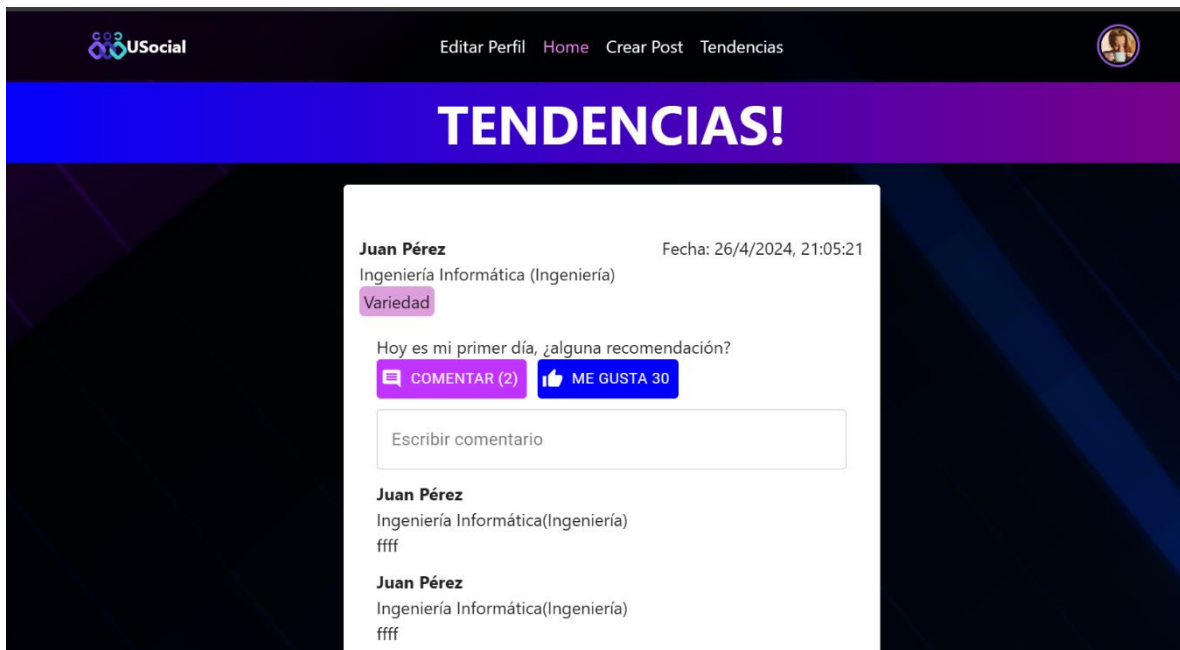 USocial
Editar Perfil Home Crear Post Tendencias
TENDENCIAS!
Juan Pérez Fecha: 26/4/2024, 21:05:21
Ingeniería Informática (Ingeniería)
Variedad
Hoy es mi primer día, ¿alguna recomendación?
COMENTAR (2) ME GUSTA 30
Escribir comentario
Juan Pérez
Ingeniería Informática(Ingeniería)
ffff
Juan Pérez
Ingeniería Informática(Ingeniería)
ffff